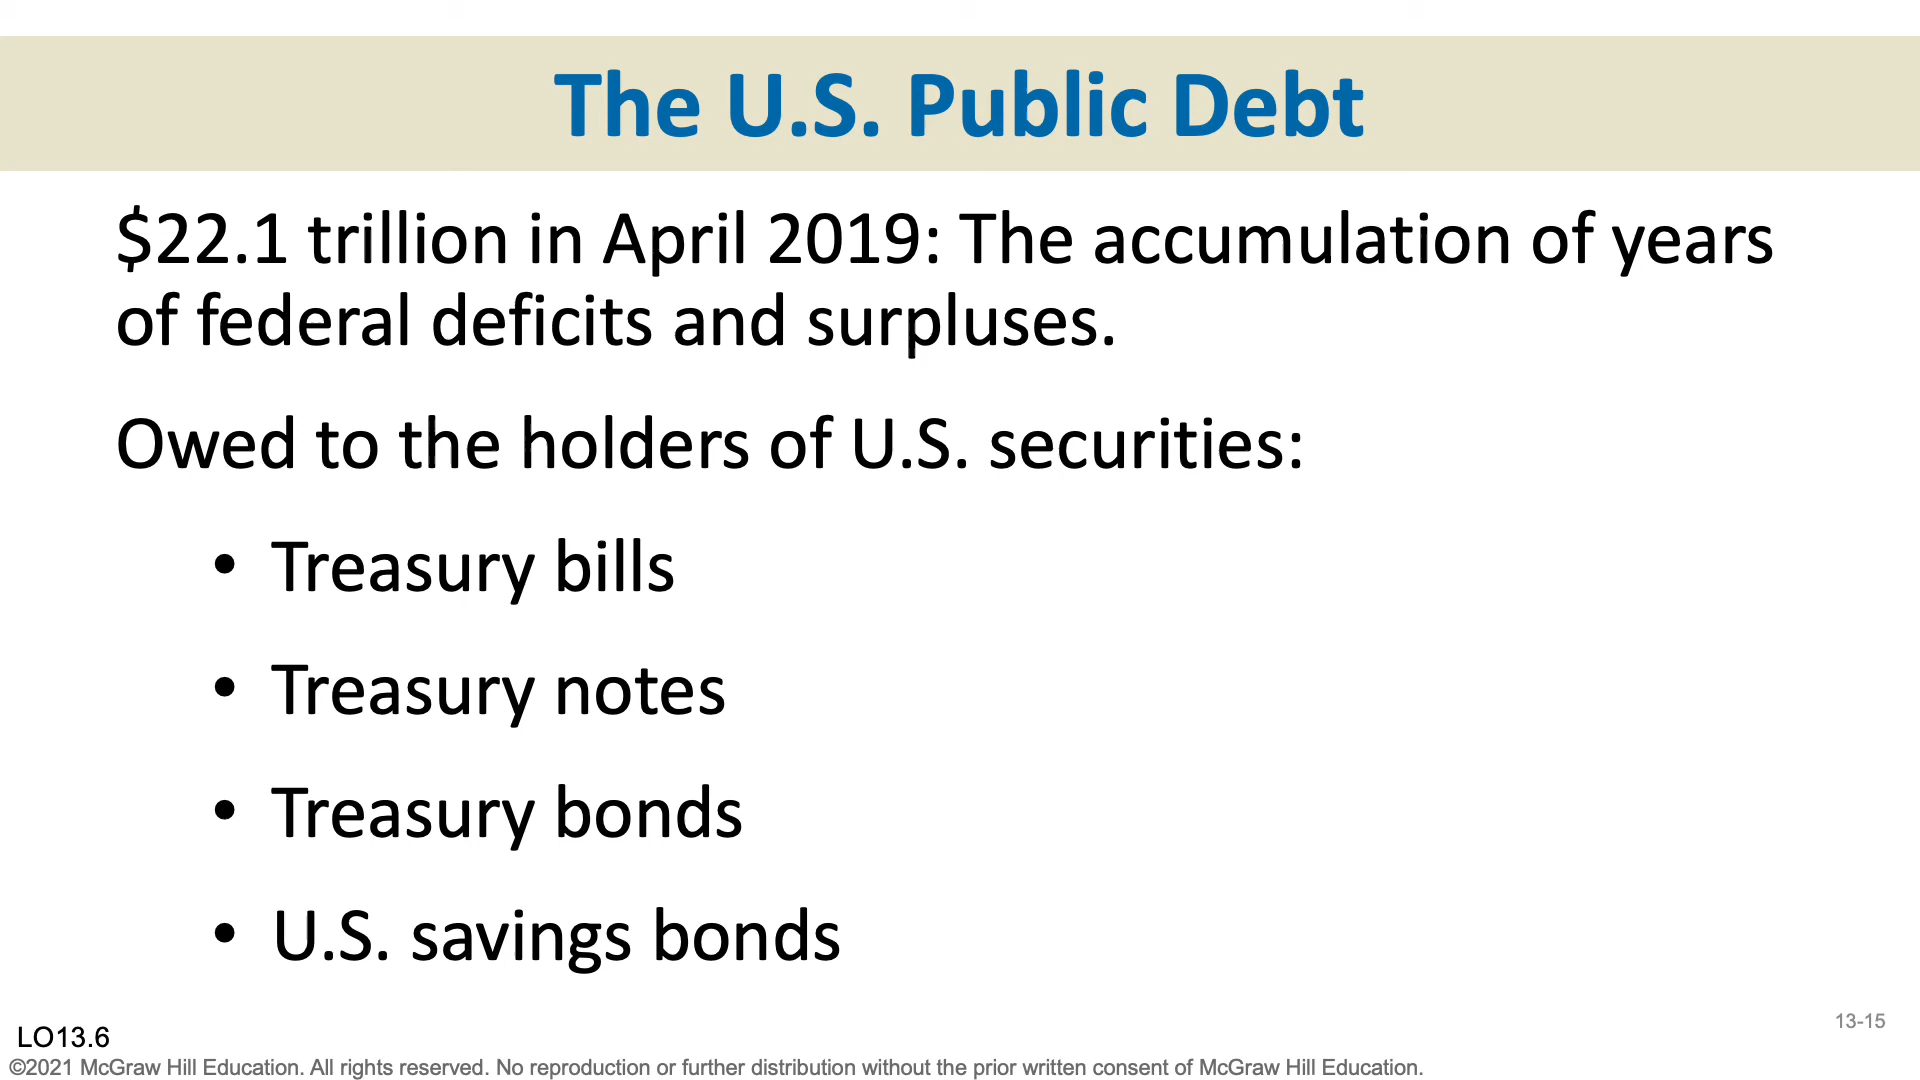 The U.S. Public Debt
$22.1 trillion in April 2019: The accumulation of years
of federal deficits and surpluses.
Owed to the holders of U.S. securities:
• Treasury bills
• Treasury notes
• Treasury bonds
• U.S. savings bonds
13-15
LO13.6
©2021 McGraw Hill Education. All rights reserved. No reproduction or further distribution without the prior written consent of McGraw Hill Education.